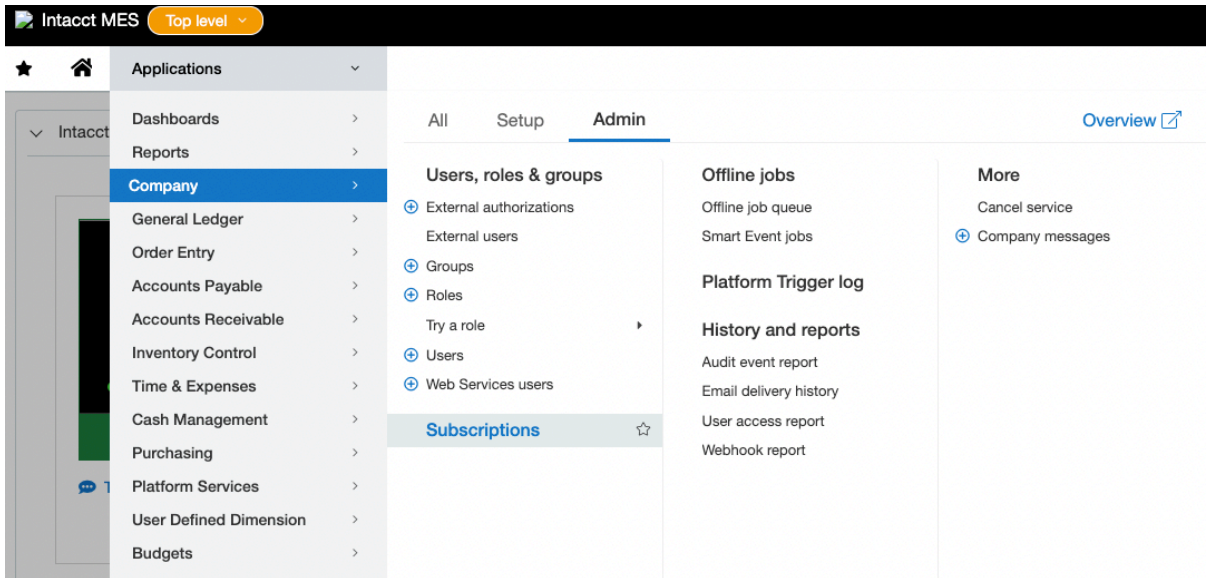 Intacct MES Top level
Applications
Intacct
Dashboards
Reports
Company
General Ledger
Order Entry
Accounts Payable
Accounts Receivable
Inventory Control
Time & Expenses
Cash Management
Purchasing
Platform Services
User Defined Dimension
Budgets
All Setup Admin Overview
Users, roles & groups
External authorizations
External users
Groups
Roles
Try a role
Users
Web Services users
Subscriptions
Offline jobs
Offline job queue
Smart Event jobs
Platform Trigger log
History and reports
Audit event report
Email delivery history
User access report
Webhook report
More
Cancel service
Company messages